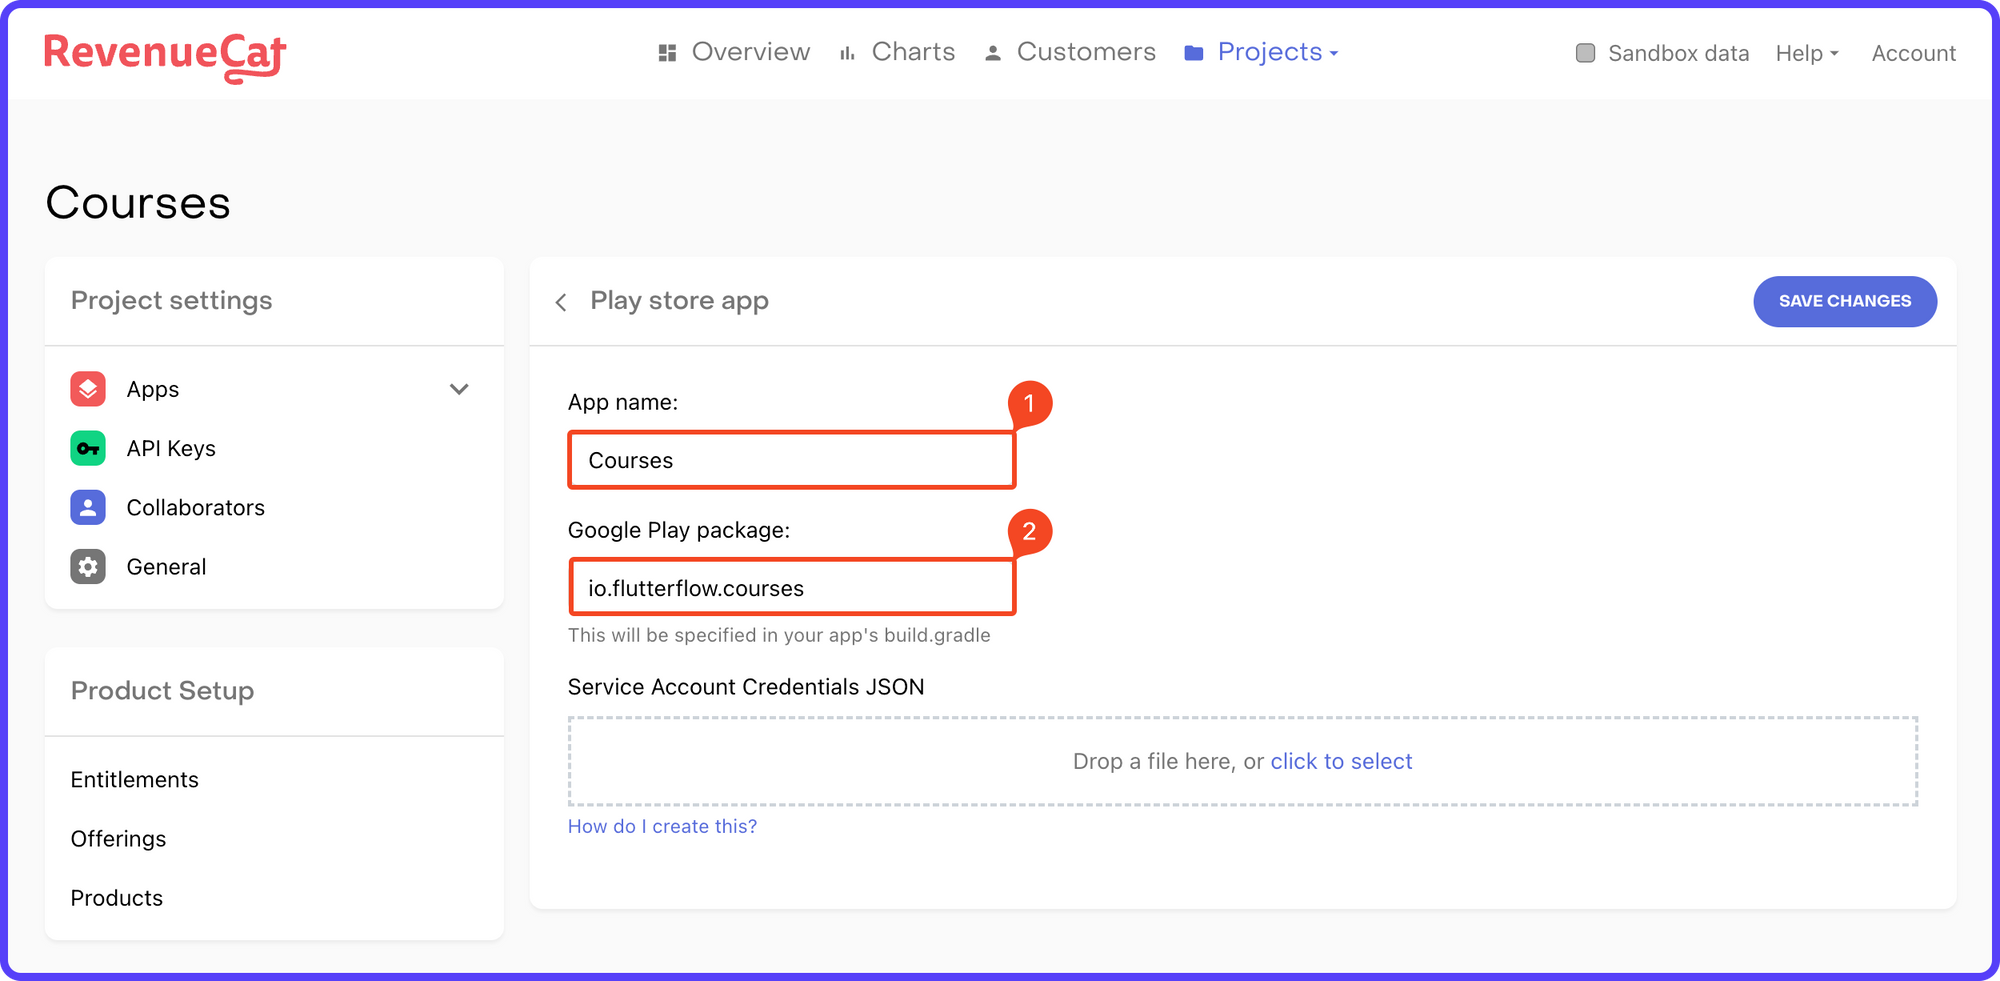 RevenueCat
Overview
Charts
Customers
Projects
Sandbox data
Help
Account
Courses
Project settings
Apps
API Keys
Collaborators
General
Product Setup
Entitlements
Offerings
Products
Play store app
SAVE CHANGES
App name:
1
Courses
Google Play package:
2
io.flutterflow.courses
This will be specified in your app's build.gradle
Service Account Credentials JSON
Drop a file here, or click to select
How do I create this?